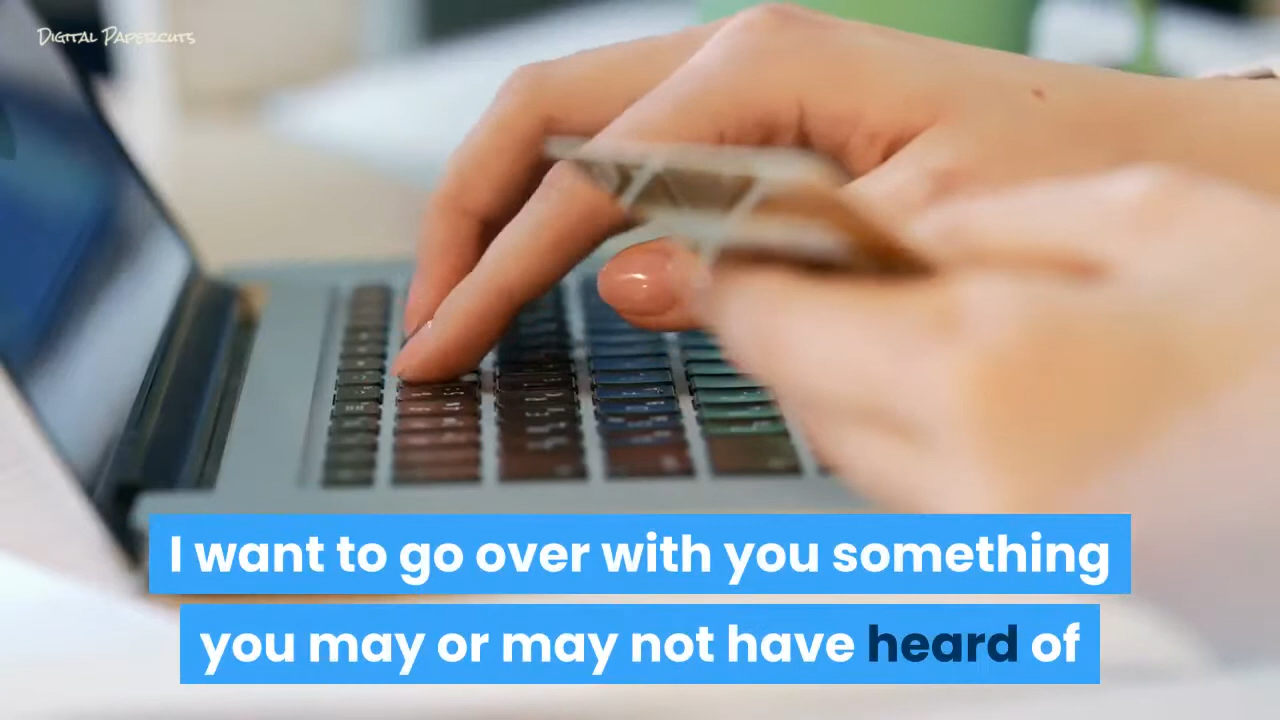 Digital Papercuts
I want to go over with you something
you may or may not have heard of